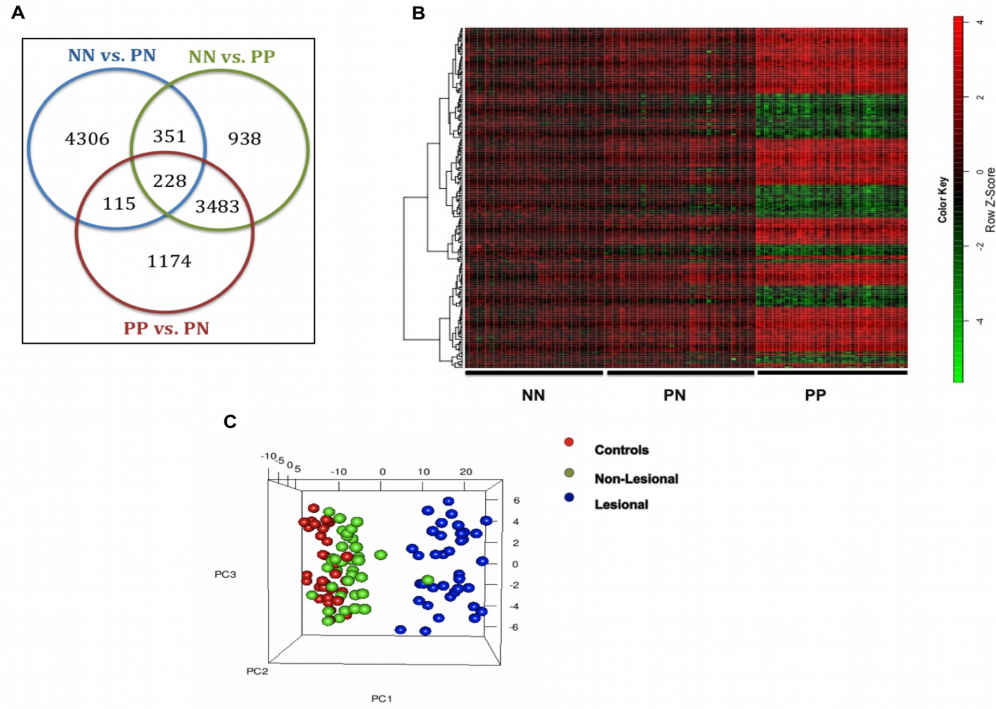 A
NN vs. PN
NN vs. PP
4306
351
938
228
115
3483
1174
PP vs. PN
B
NN
PN
PP
Color Key
Row Z-Score
4
2
0
-2
-4
C
-10
-5
0
5
-10
0
10
20
6
4
2
0
-2
-4
-6
PC3
PC2
PC1
Controls
Non-Lesional
Lesional